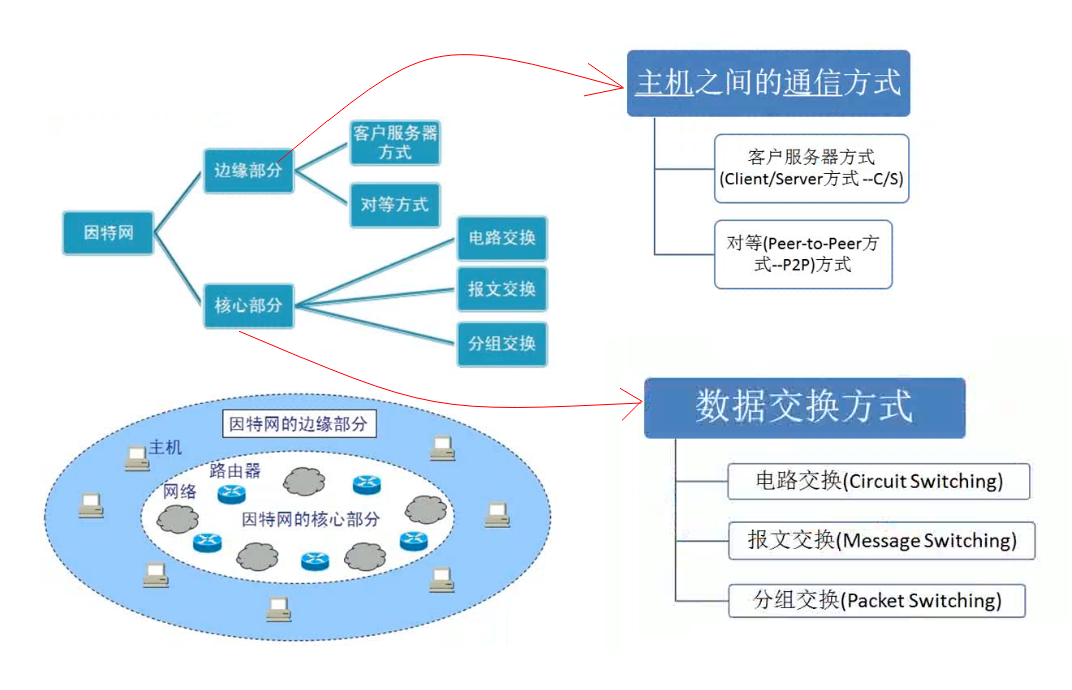 因特网
边缘部分
客户服务器
方式
对等方式
核心部分
电路交换
报文交换
分组交换
主机之间的通信方式
客户服务器方式
(Client/Server方式 --C/S)
对等(Peer-to-Peer方
式--P2P)方式
因特网的边缘部分
主机
路由器
网络
因特网的核心部分
数据交换方式
电路交换(Circuit Switching)
报文交换(Message Switching)
分组交换(Packet Switching)